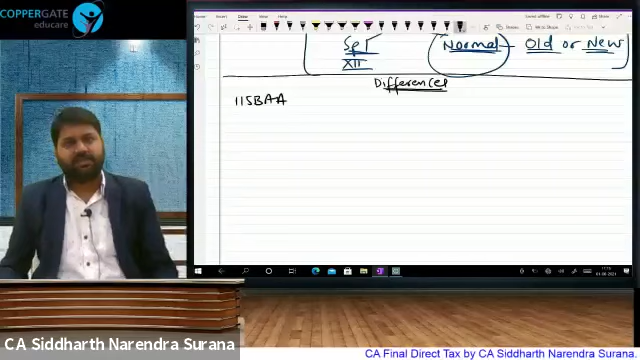 COPPERGATE
educare
Spl Normal - Old or New
XII
Differences
115BAA
CA Siddharth Narendra Surana
CA Final Direct Tax by CA Siddharth Narendra Surana.